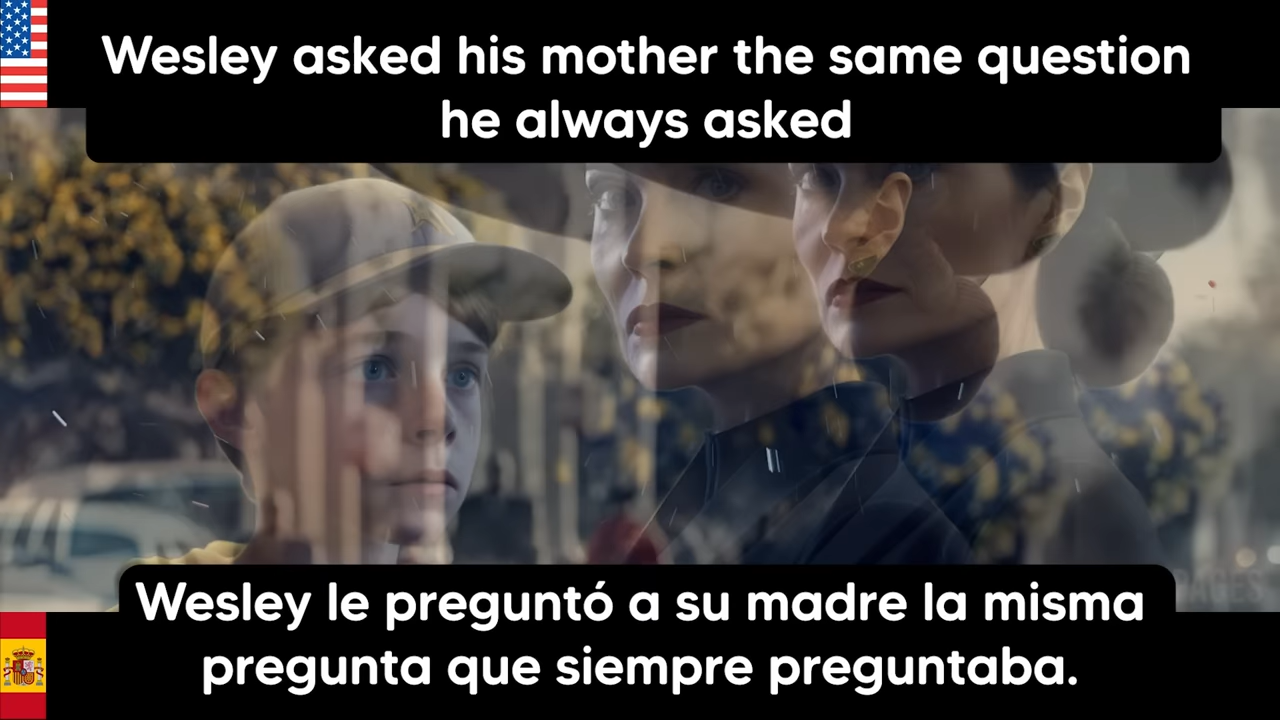 Wesley asked his mother the same question
he always asked
Wesley le preguntó a su madre la misma
pregunta que siempre preguntaba.